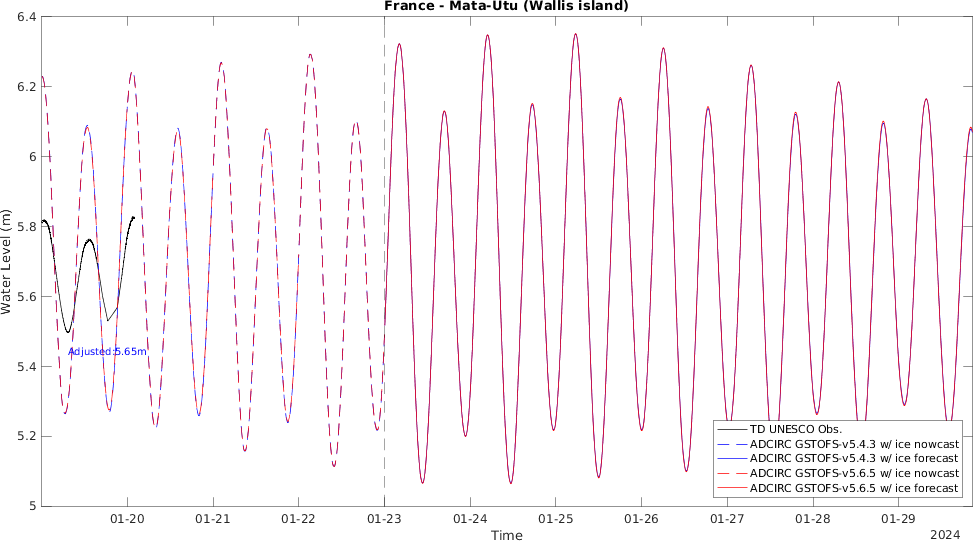 France - Mata-Utu (Wallis island)
6.4
6.2
6
5.8
5.6
5.4
5.2
5
Water Level (m)
Adjusted:5.65m
TD UNESCO Obs.
ADCIRC GSTOFS-v5.4.3 w/ ice nowcast
ADCIRC GSTOFS-v5.4.3 w/ ice forecast
ADCIRC GSTOFS-v5.6.5 w/ ice nowcast
ADCIRC GSTOFS-v5.6.5 w/ ice forecast
01-20 01-21 01-22 01-23 01-24 01-25 01-26 01-27 01-28 01-29
Time
2024